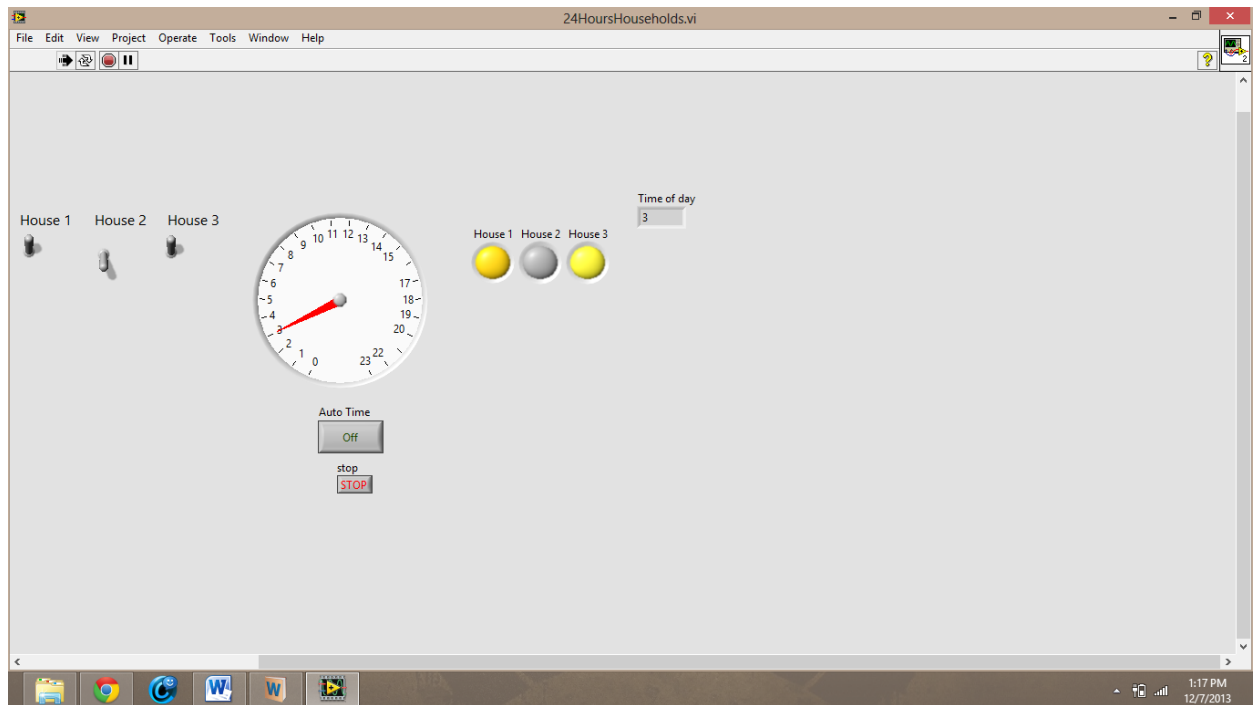 24HoursHouseholds.vi
File Edit View Project Operate Tools Window Help
2
Time of day
3
House 1 House 2 House 3
House 1 House 2 House 3
0 1 2 3 4 5 6 7 8 9 10 11 12 13 14 15 17 18 19 20 22 23
Auto Time
Off
stop
STOP
1:17 PM
12/7/2013